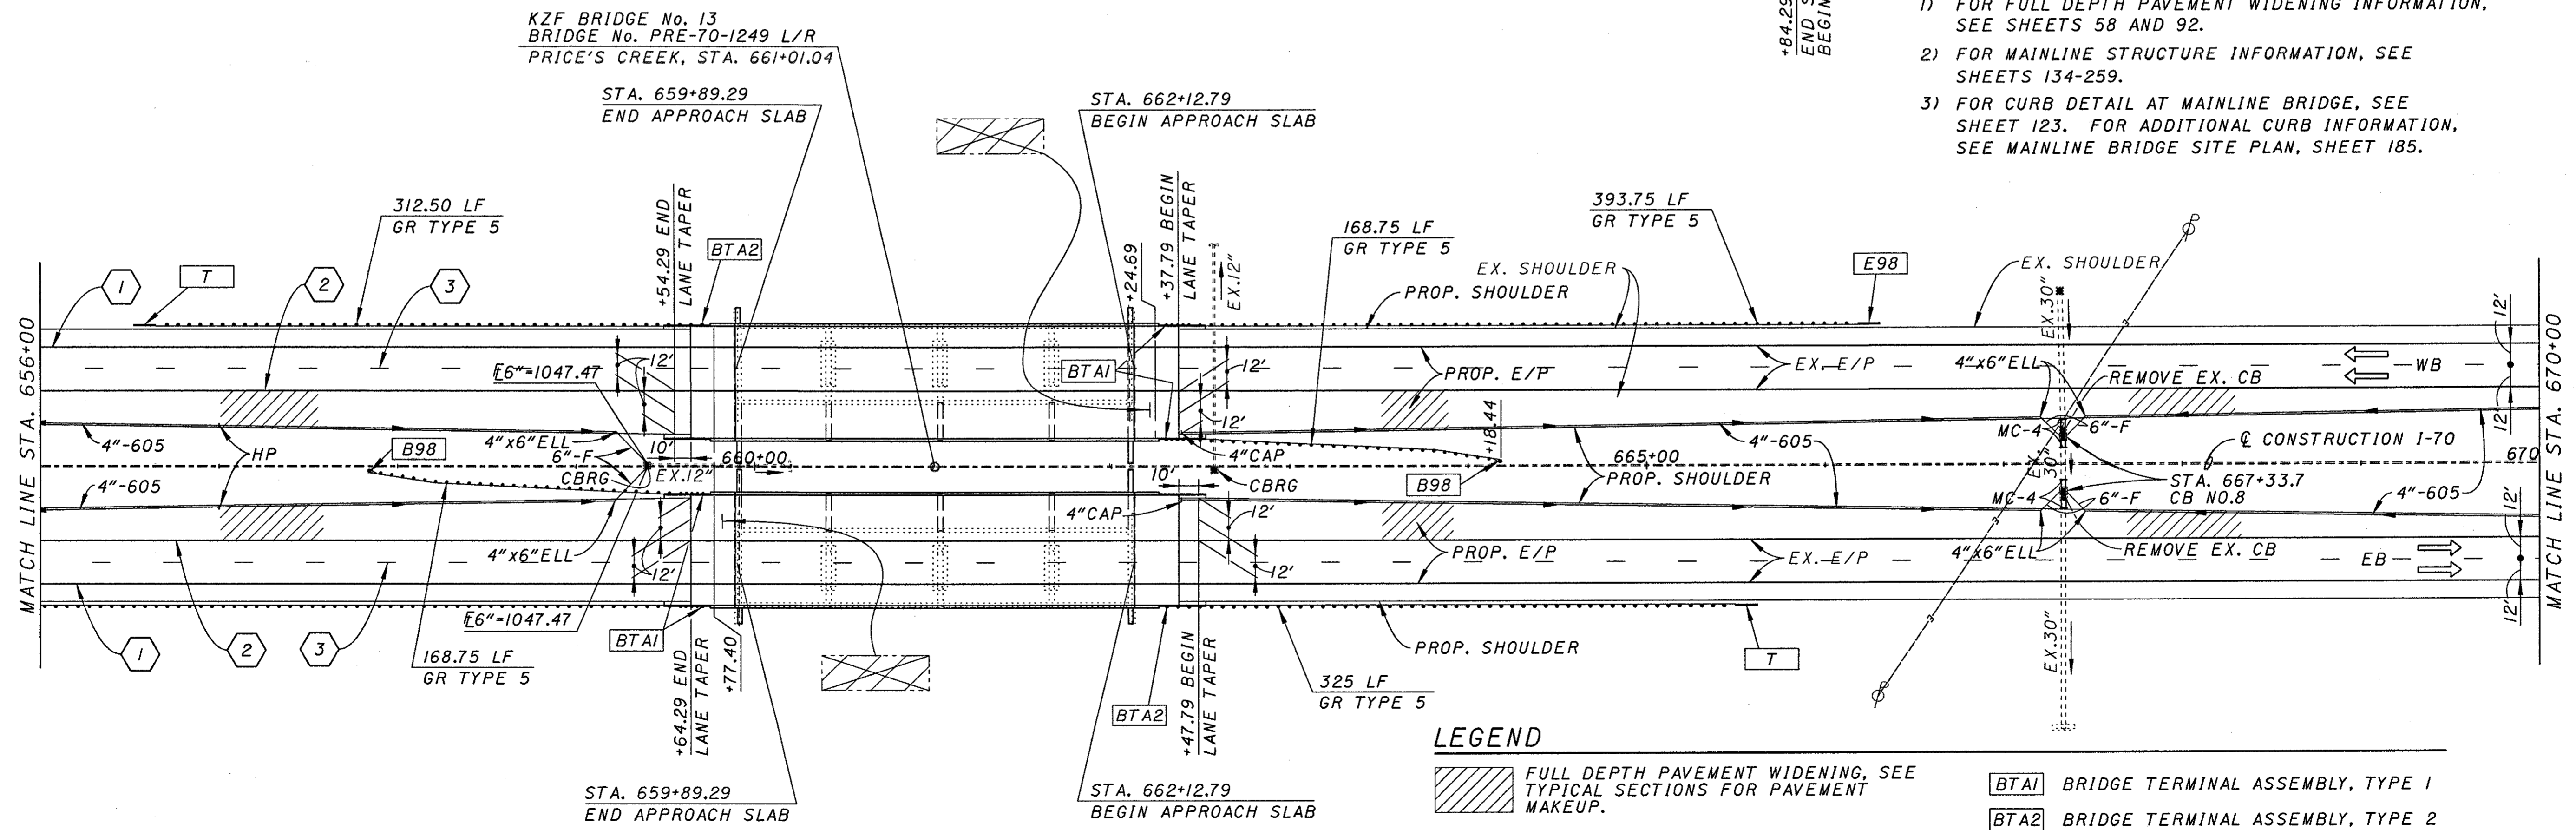 KZF BRIDGE No. 13
BRIDGE No. PRE-70-1249 L/R
PRICE'S CREEK, STA. 661+01.04
STA. 659+89.29
END APPROACH SLAB
STA. 662+12.79
BEGIN APPROACH SLAB
+84.29
1) FOR FULL DEPTH PAVEMENT WIDENING INFORMATION,
SEE SHEETS 58 AND 92.
2) FOR MAINLINE STRUCTURE INFORMATION, SEE
SHEETS 134-259.
3) FOR CURB DETAIL AT MAINLINE BRIDGE, SEE
SHEET 123. FOR ADDITIONAL CURB INFORMATION,
SEE MAINLINE BRIDGE SITE PLAN, SHEET 185.
312.50 LF
GR TYPE 5
+54.29 END
LANE TAPER
BTA2
+24.69
+37.79 BEGIN
LANE TAPER
EX.12"
168.75 LF
GR TYPE 5
393.75 LF
GR TYPE 5
EX. SHOULDER
PROP. SHOULDER
E98
EX. SHOULDER
T
1
2
3
MATCH LINE STA. 656+00
12'
E6"=1047.47
BTA1
12'
PROP. E/P
EX. E/P
4"x6"ELL
REMOVE EX. CB
EX.30"
WB
12'
12'
MATCH LINE STA. 670+00
4"-605
HP
B98
4"x6"ELL
6"-F
CBRG
10'
EX.12"
660+00
12'
4"CAP
CBRG
+18.44
B98
4"-605
665+00
PROP. SHOULDER
MC-4
6"-F
EX. 30"
℄ CONSTRUCTION I-70
670
STA. 667+33.7
CB NO.8
4"-605
4"-605
10'
4"CAP
MC-4
6"-F
4"x6"ELL
12'
12'
12'
PROP. E/P
EX. E/P
4"x6"ELL
REMOVE EX. CB
EB
12'
12'
E6"=1047.47
BTA1
1
2
3
168.75 LF
GR TYPE 5
+64.29 END
LANE TAPER
+77.40
BTA2
+47.79 BEGIN
LANE TAPER
325 LF
GR TYPE 5
PROP. SHOULDER
T
EX.30"
STA. 659+89.29
END APPROACH SLAB
STA. 662+12.79
BEGIN APPROACH SLAB
LEGEND
FULL DEPTH PAVEMENT WIDENING, SEE
TYPICAL SECTIONS FOR PAVEMENT
MAKEUP.
BTA1 BRIDGE TERMINAL ASSEMBLY, TYPE 1
BTA2 BRIDGE TERMINAL ASSEMBLY, TYPE 2